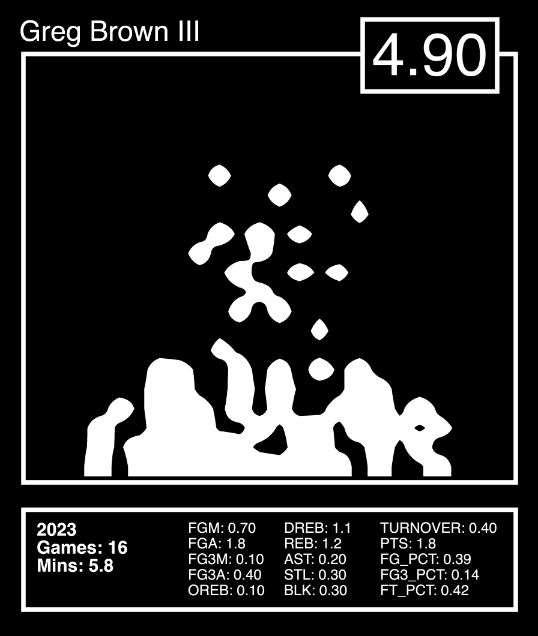 Greg Brown III
4.90
2023
Games: 16
Mins: 5.8
FGM: 0.70
FGA: 1.8
FG3M: 0.10
FG3A: 0.40
OREB: 0.10
DREB: 1.1
REB: 1.2
AST: 0.20
STL: 0.30
BLK: 0.30
TURNOVER: 0.40
PTS: 1.8
FG_PCT: 0.39
FG3_PCT: 0.14
FT_PCT: 0.42